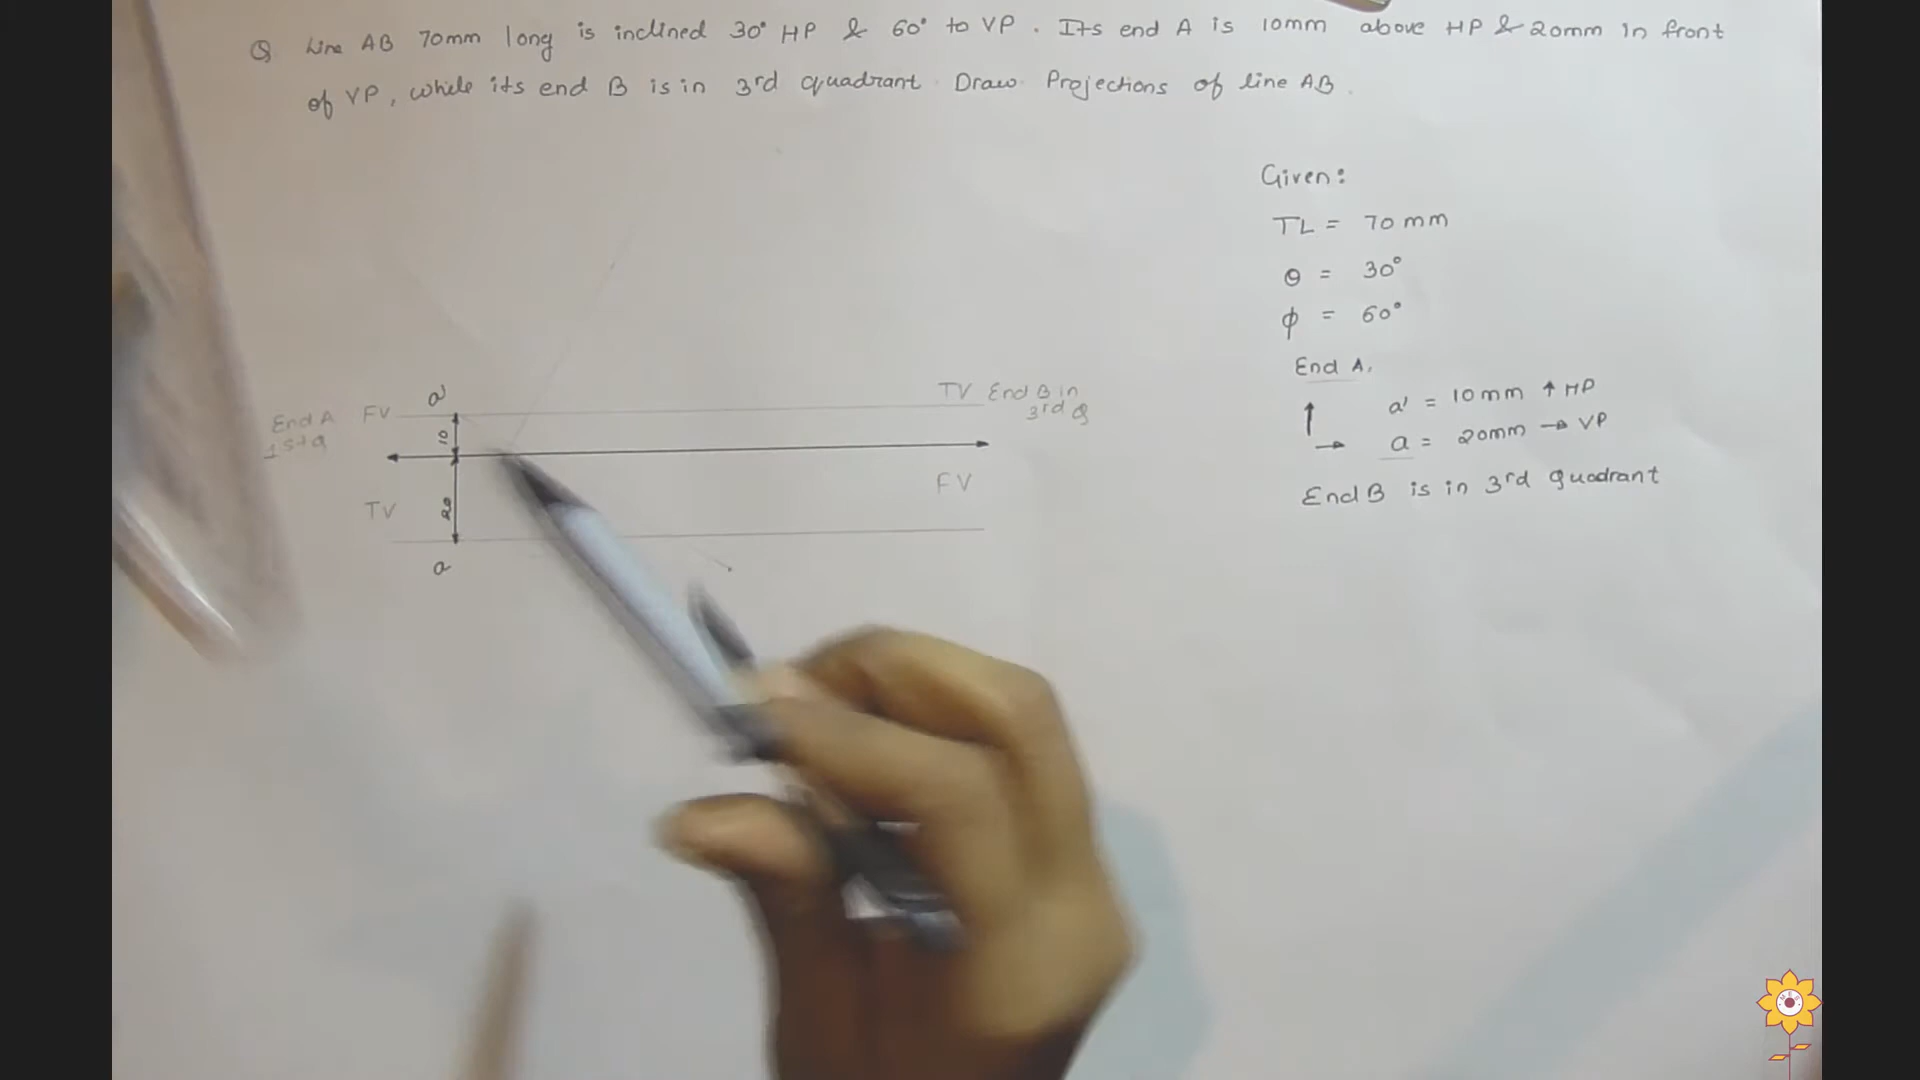 Q Line AB 70mm long is inclined 30° HP & 60° to VP. Its end A is 10mm above HP & 20mm in front
of VP, while its end B is in 3rd quadrant. Draw Projections of line AB.
Given:
TL = 70 mm
θ = 30°
ϕ = 60°
End A.
a' = 10mm ↑ HP
a = 20mm → VP
End B is in 3rd quadrant
a'
End A FV
1st Q
10
TV End B in
3rd Q
TV
20
FV
a